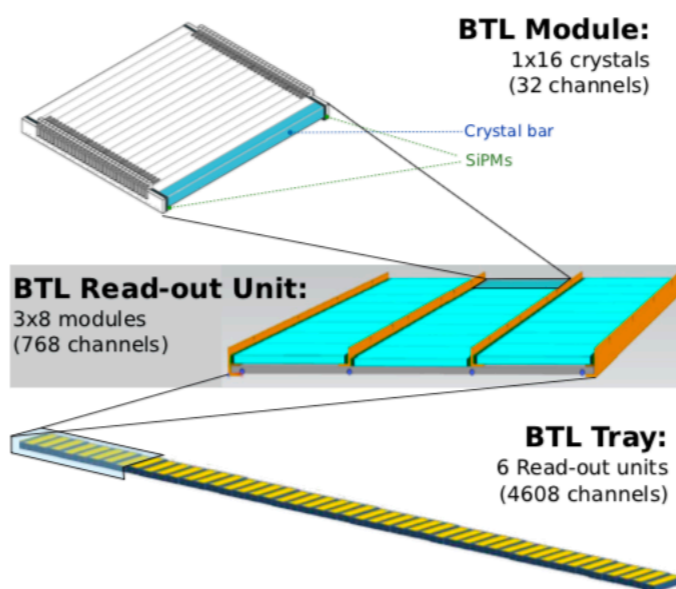 BTL Module:
1x16 crystals
(32 channels)
Crystal bar
SiPMs
BTL Read-out Unit:
3x8 modules
(768 channels)
BTL Tray:
6 Read-out units
(4608 channels)